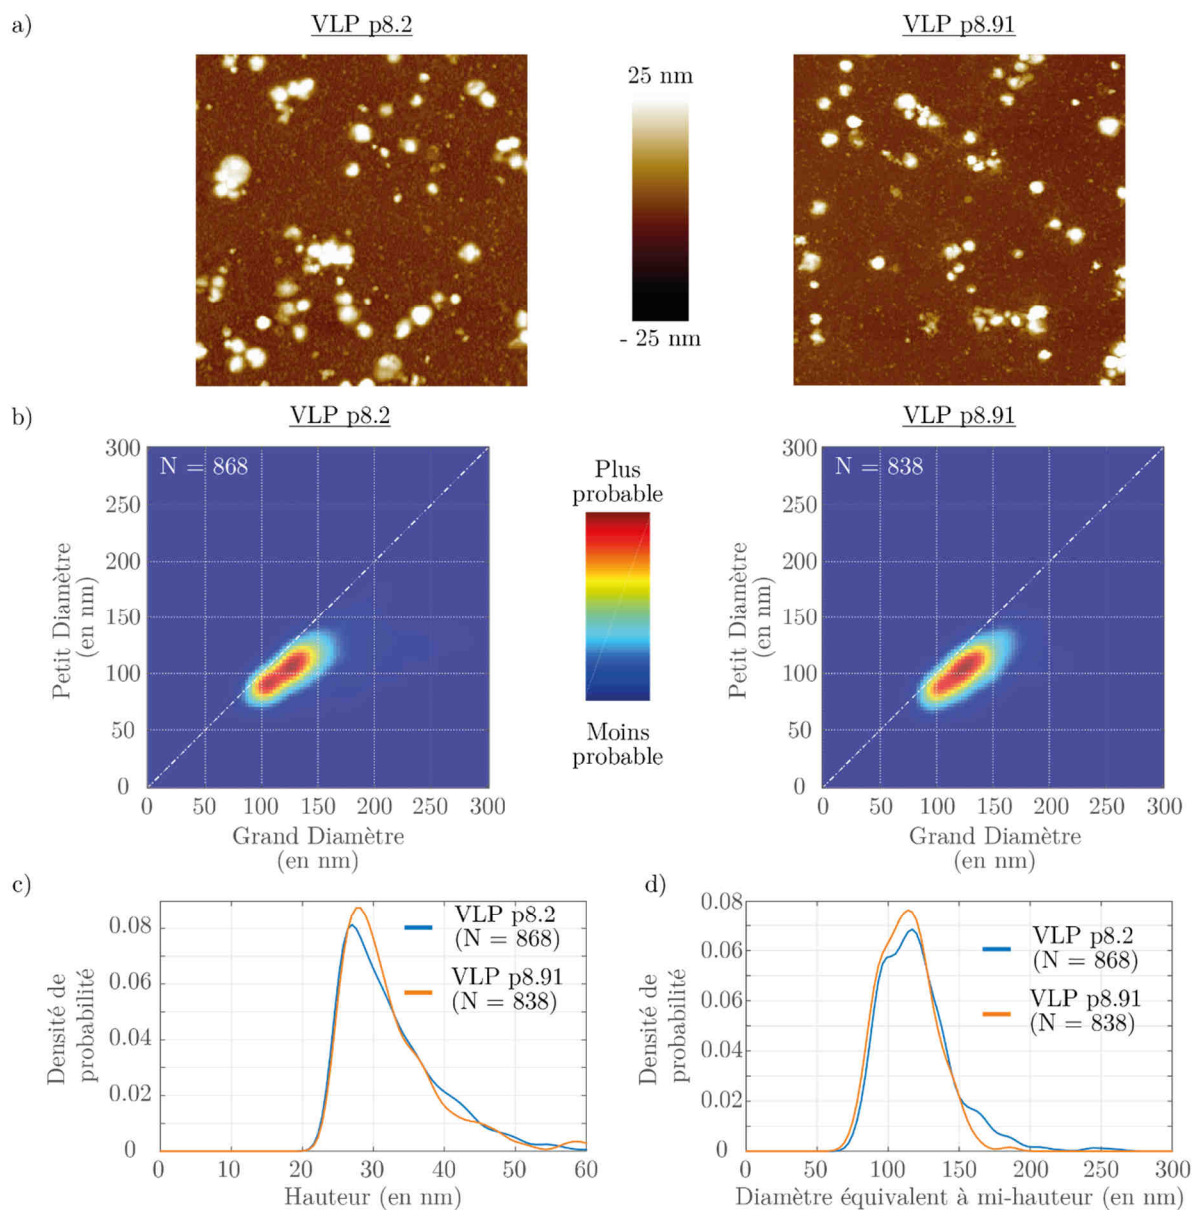 a)
VLP p8.2
VLP p8.91
25 nm
- 25 nm
b)
VLP p8.2
VLP p8.91
N = 868
300
250
200
150
100
50
0
Petit Diamètre
(en nm)
0 50 100 150 200 250 300
Grand Diamètre
(en nm)
Plus
probable
Moins
probable
N = 838
300
250
200
150
100
50
0
Petit Diamètre
(en nm)
0 50 100 150 200 250 300
Grand Diamètre
(en nm)
c)
0.08
0.06
0.04
0.02
0
Densité de
probabilité
VLP p8.2
(N = 868)
VLP p8.91
(N = 838)
0 10 20 30 40 50 60
Hauteur (en nm)
d)
0.08
0.06
0.04
0.02
0
Densité de
probabilité
VLP p8.2
(N = 868)
VLP p8.91
(N = 838)
0 50 100 150 200 250 300
Diamètre équivalent à mi-hauteur (en nm)